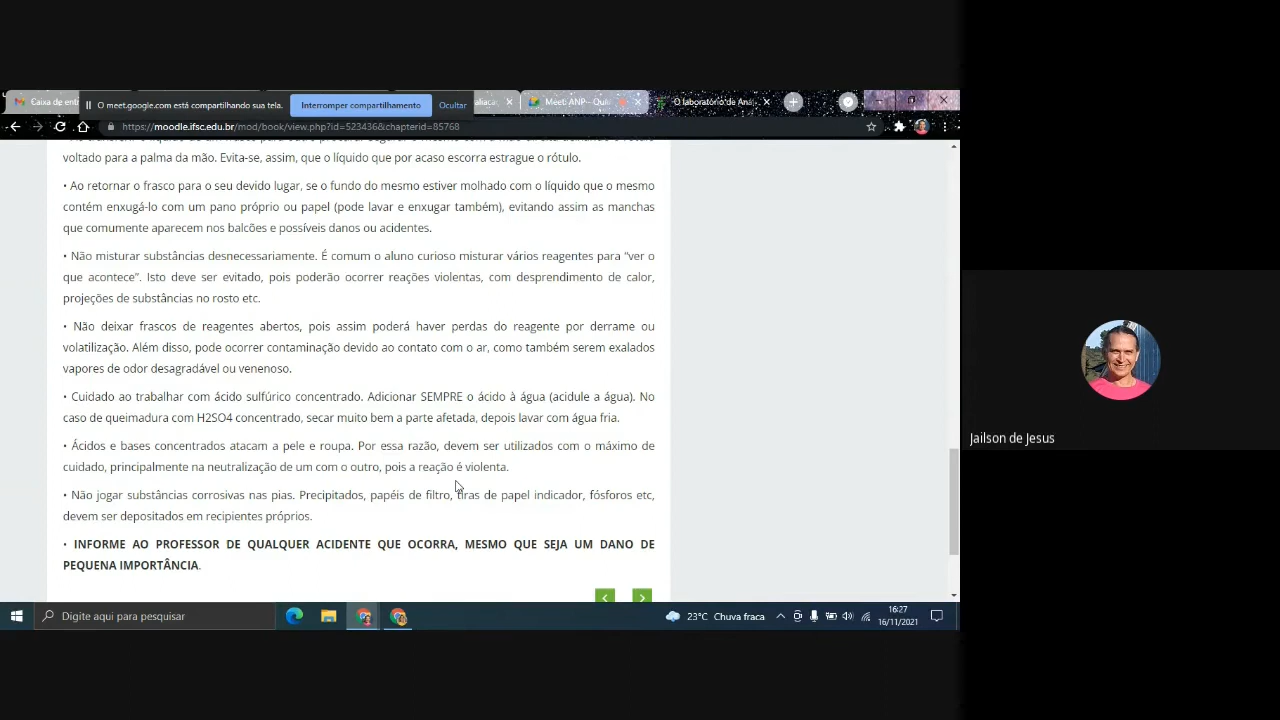 Caixa de entr
O meet.google.com está compartilhando sua tela.
Interromper compartilhamento
Ocultar
Meet: ANP – Quí
O laboratório de Aná
https://moodle.ifsc.edu.br/mod/book/view.php?id=523436&chapterid=85768
voltado para a palma da mão. Evita-se, assim, que o líquido que por acaso escorra estrague o rótulo.
• Ao retornar o frasco para o seu devido lugar, se o fundo do mesmo estiver molhado com o líquido que o mesmo
contém enxugá-lo com um pano próprio ou papel (pode lavar e enxugar também), evitando assim as manchas
que comumente aparecem nos balcões e possíveis danos ou acidentes.
• Não misturar substâncias desnecessariamente. É comum o aluno curioso misturar vários reagentes para “ver o
que acontece”. Isto deve ser evitado, pois poderão ocorrer reações violentas, com desprendimento de calor,
projeções de substâncias no rosto etc.
• Não deixar frascos de reagentes abertos, pois assim poderá haver perdas do reagente por derrame ou
volatilização. Além disso, pode ocorrer contaminação devido ao contato com o ar, como também serem exalados
vapores de odor desagradável ou venenoso.
• Cuidado ao trabalhar com ácido sulfúrico concentrado. Adicionar SEMPRE o ácido à água (acidule a água). No
caso de queimadura com H2SO4 concentrado, secar muito bem a parte afetada, depois lavar com água fria.
• Ácidos e bases concentrados atacam a pele e roupa. Por essa razão, devem ser utilizados com o máximo de
cuidado, principalmente na neutralização de um com o outro, pois a reação é violenta.
• Não jogar substâncias corrosivas nas pias. Precipitados, papéis de filtro, tiras de papel indicador, fósforos etc,
devem ser depositados em recipientes próprios.
• INFORME AO PROFESSOR DE QUALQUER ACIDENTE QUE OCORRA, MESMO QUE SEJA UM DANO DE
PEQUENA IMPORTÂNCIA.
Digite aqui para pesquisar
23°C Chuva fraca
16:27
16/11/2021
Jailson de Jesus